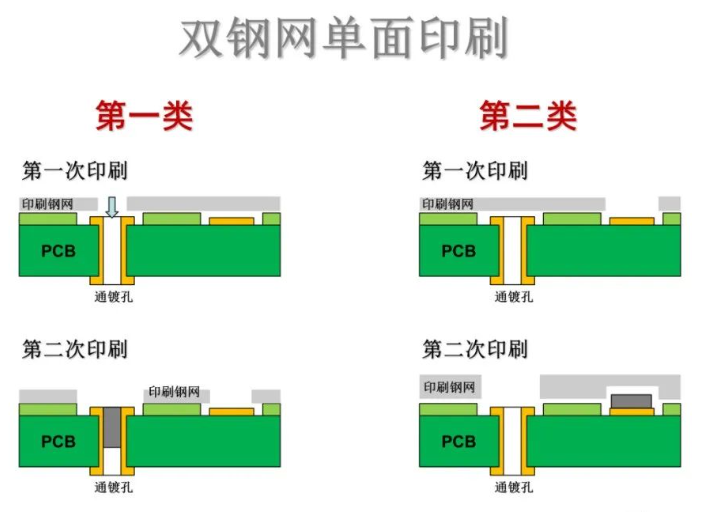 双钢网单面印刷
第一类
第一次印刷
印刷钢网
PCB
通镀孔
第二次印刷
印刷钢网
PCB
通镀孔
第二类
第一次印刷
印刷钢网
PCB
通镀孔
第二次印刷
印刷钢网
PCB
通镀孔